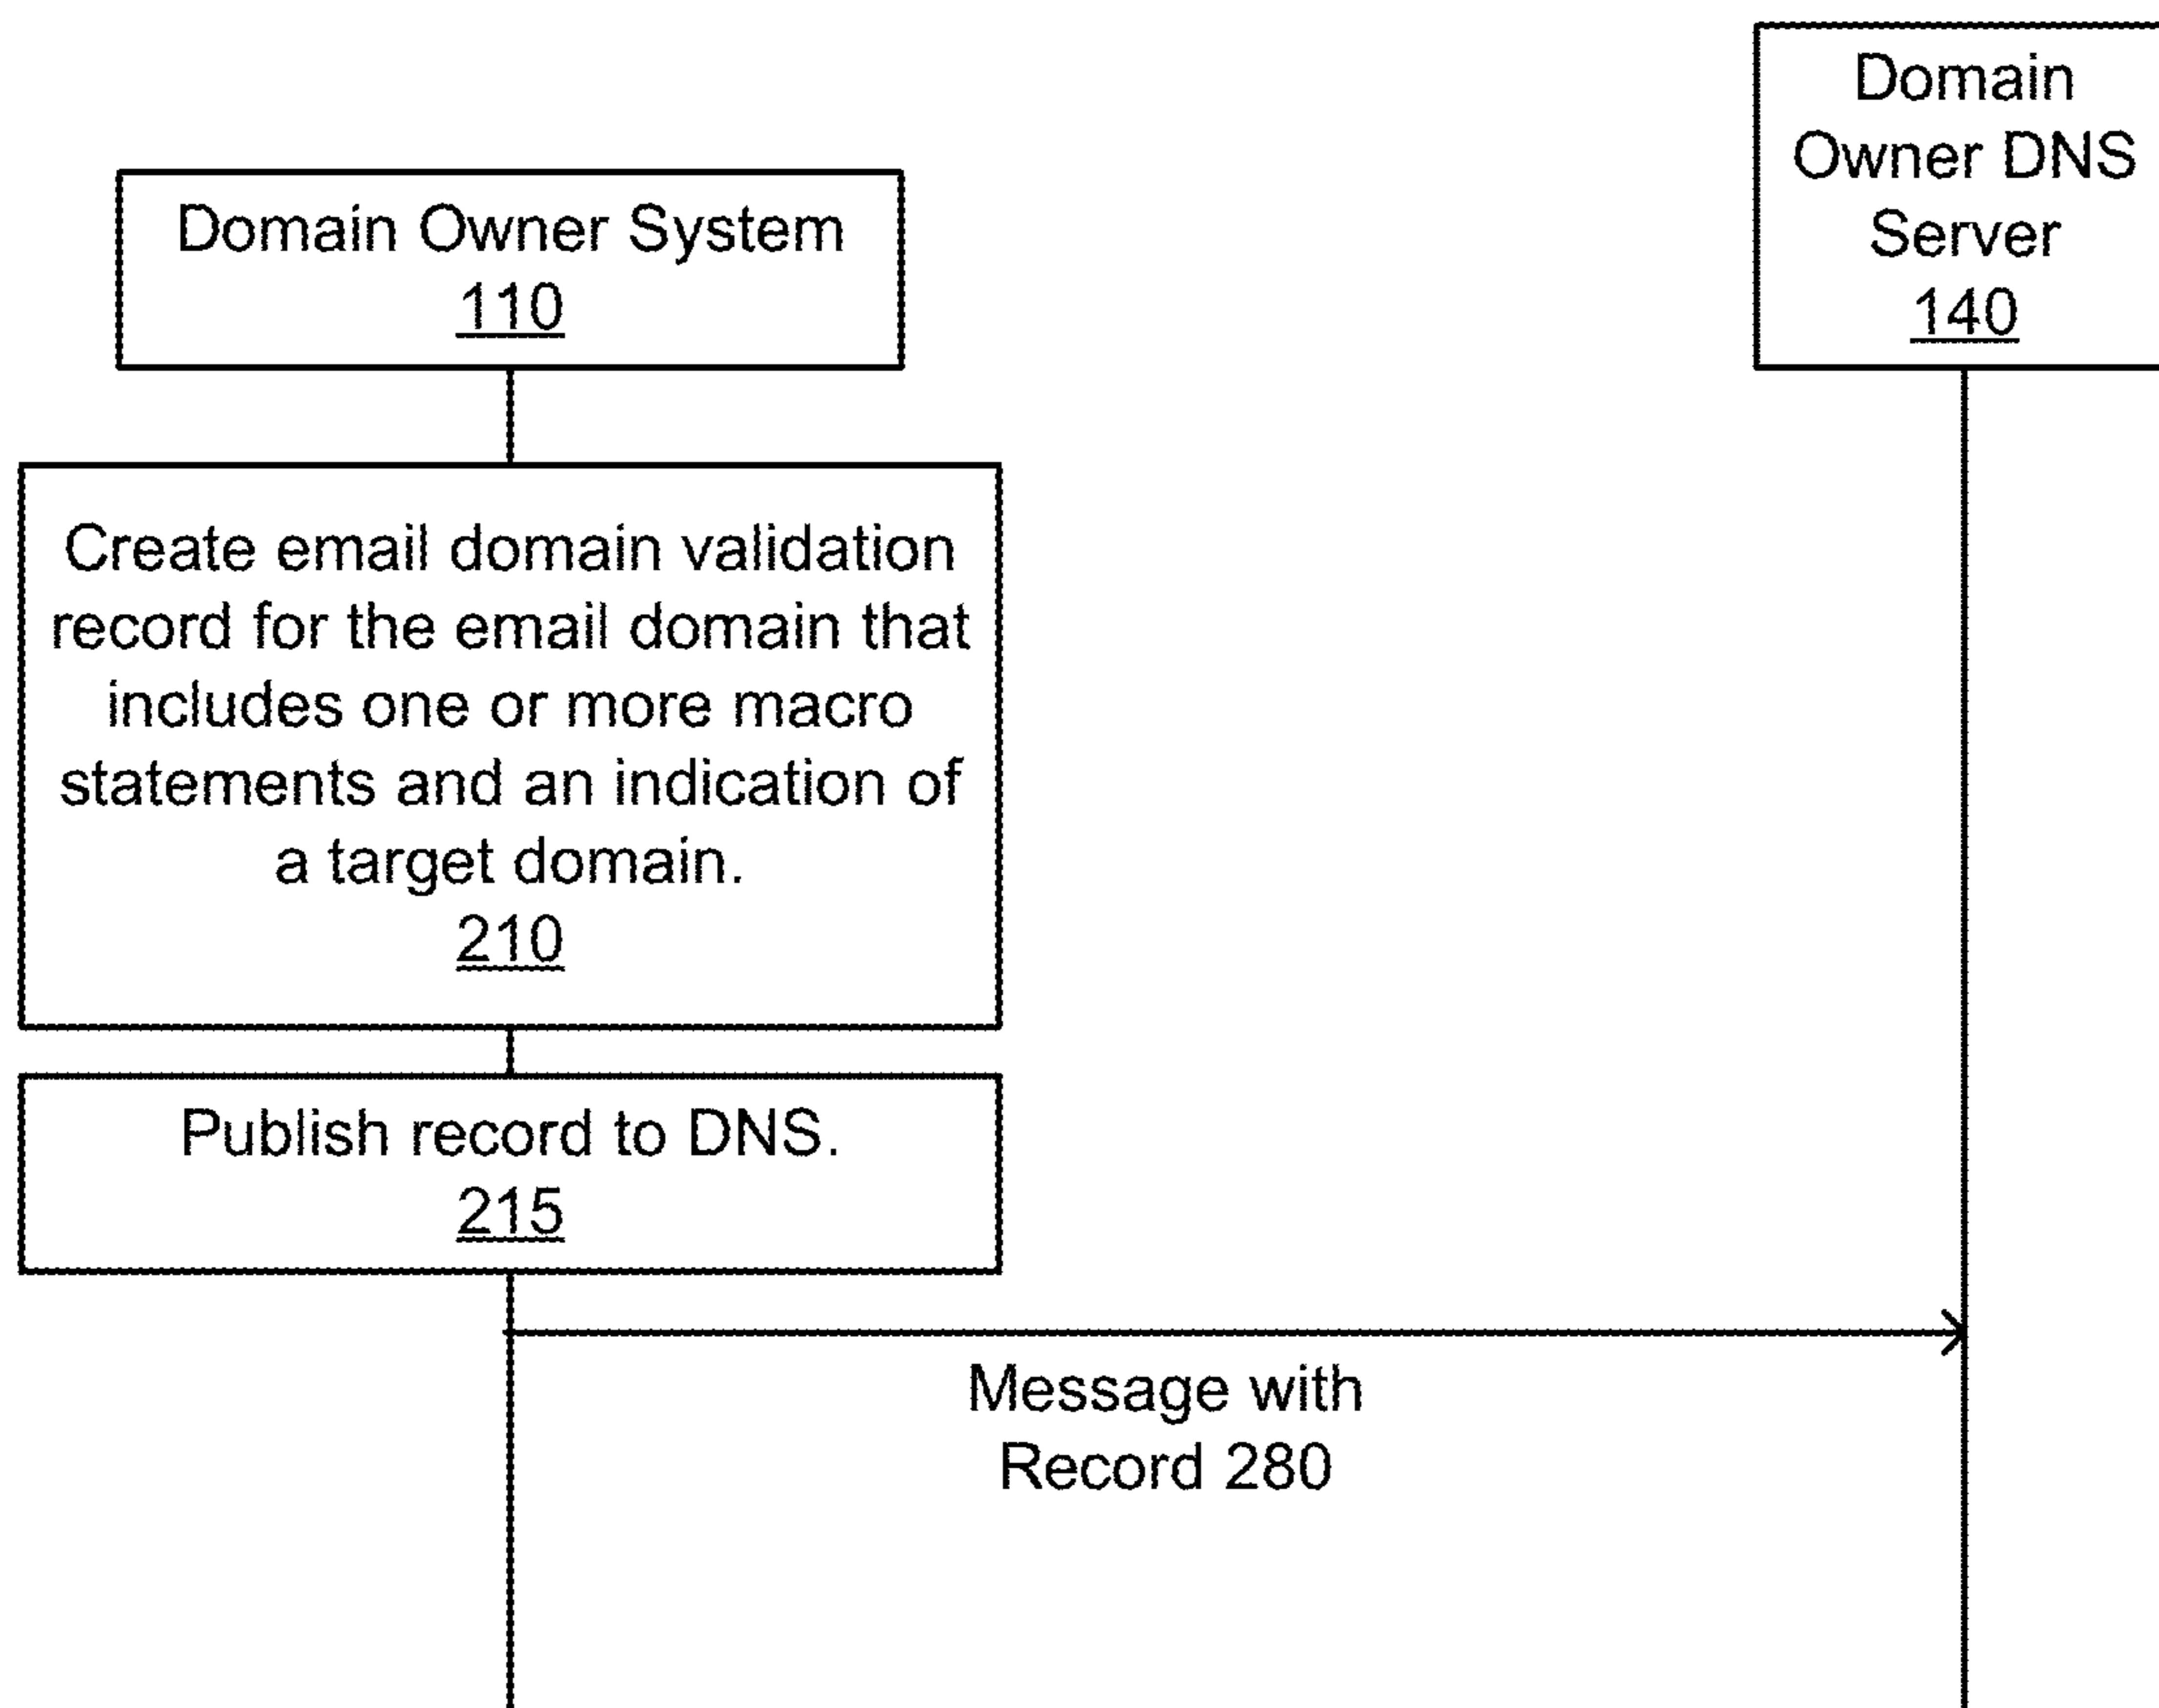 Domain Owner System
110
Domain
Owner DNS
Server
140
Create email domain validation
record for the email domain that
includes one or more macro
statements and an indication of
a target domain.
210
Publish record to DNS.
215
Message with
Record 280